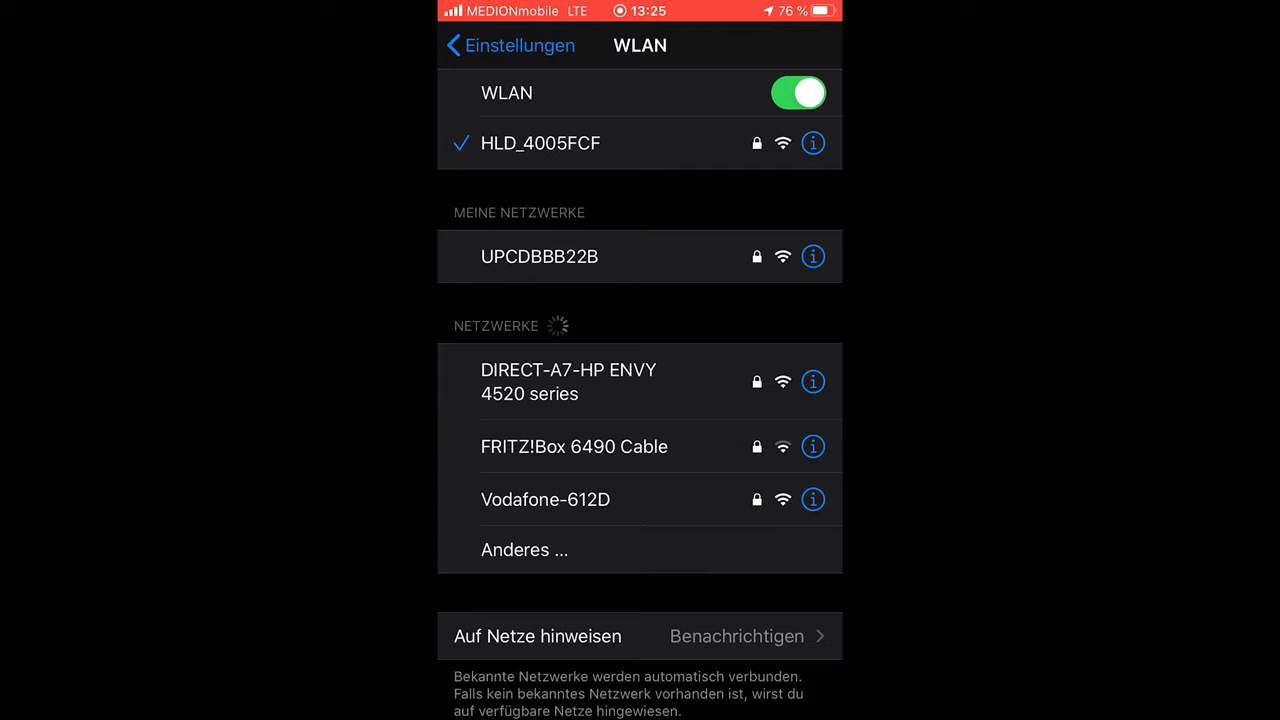 MEDIONmobile LTE 13:25 76 %
Einstellungen WLAN
WLAN
HLD_4005FCF
MEINE NETZWERKE
UPCDBBB22B
NETZWERKE
DIRECT-A7-HP ENVY
4520 series
FRITZ!Box 6490 Cable
Vodafone-612D
Anderes ...
Auf Netze hinweisen Benachrichtigen
Bekannte Netzwerke werden automatisch verbunden.
Falls kein bekanntes Netzwerk vorhanden ist, wirst du
auf verfügbare Netze hingewiesen.